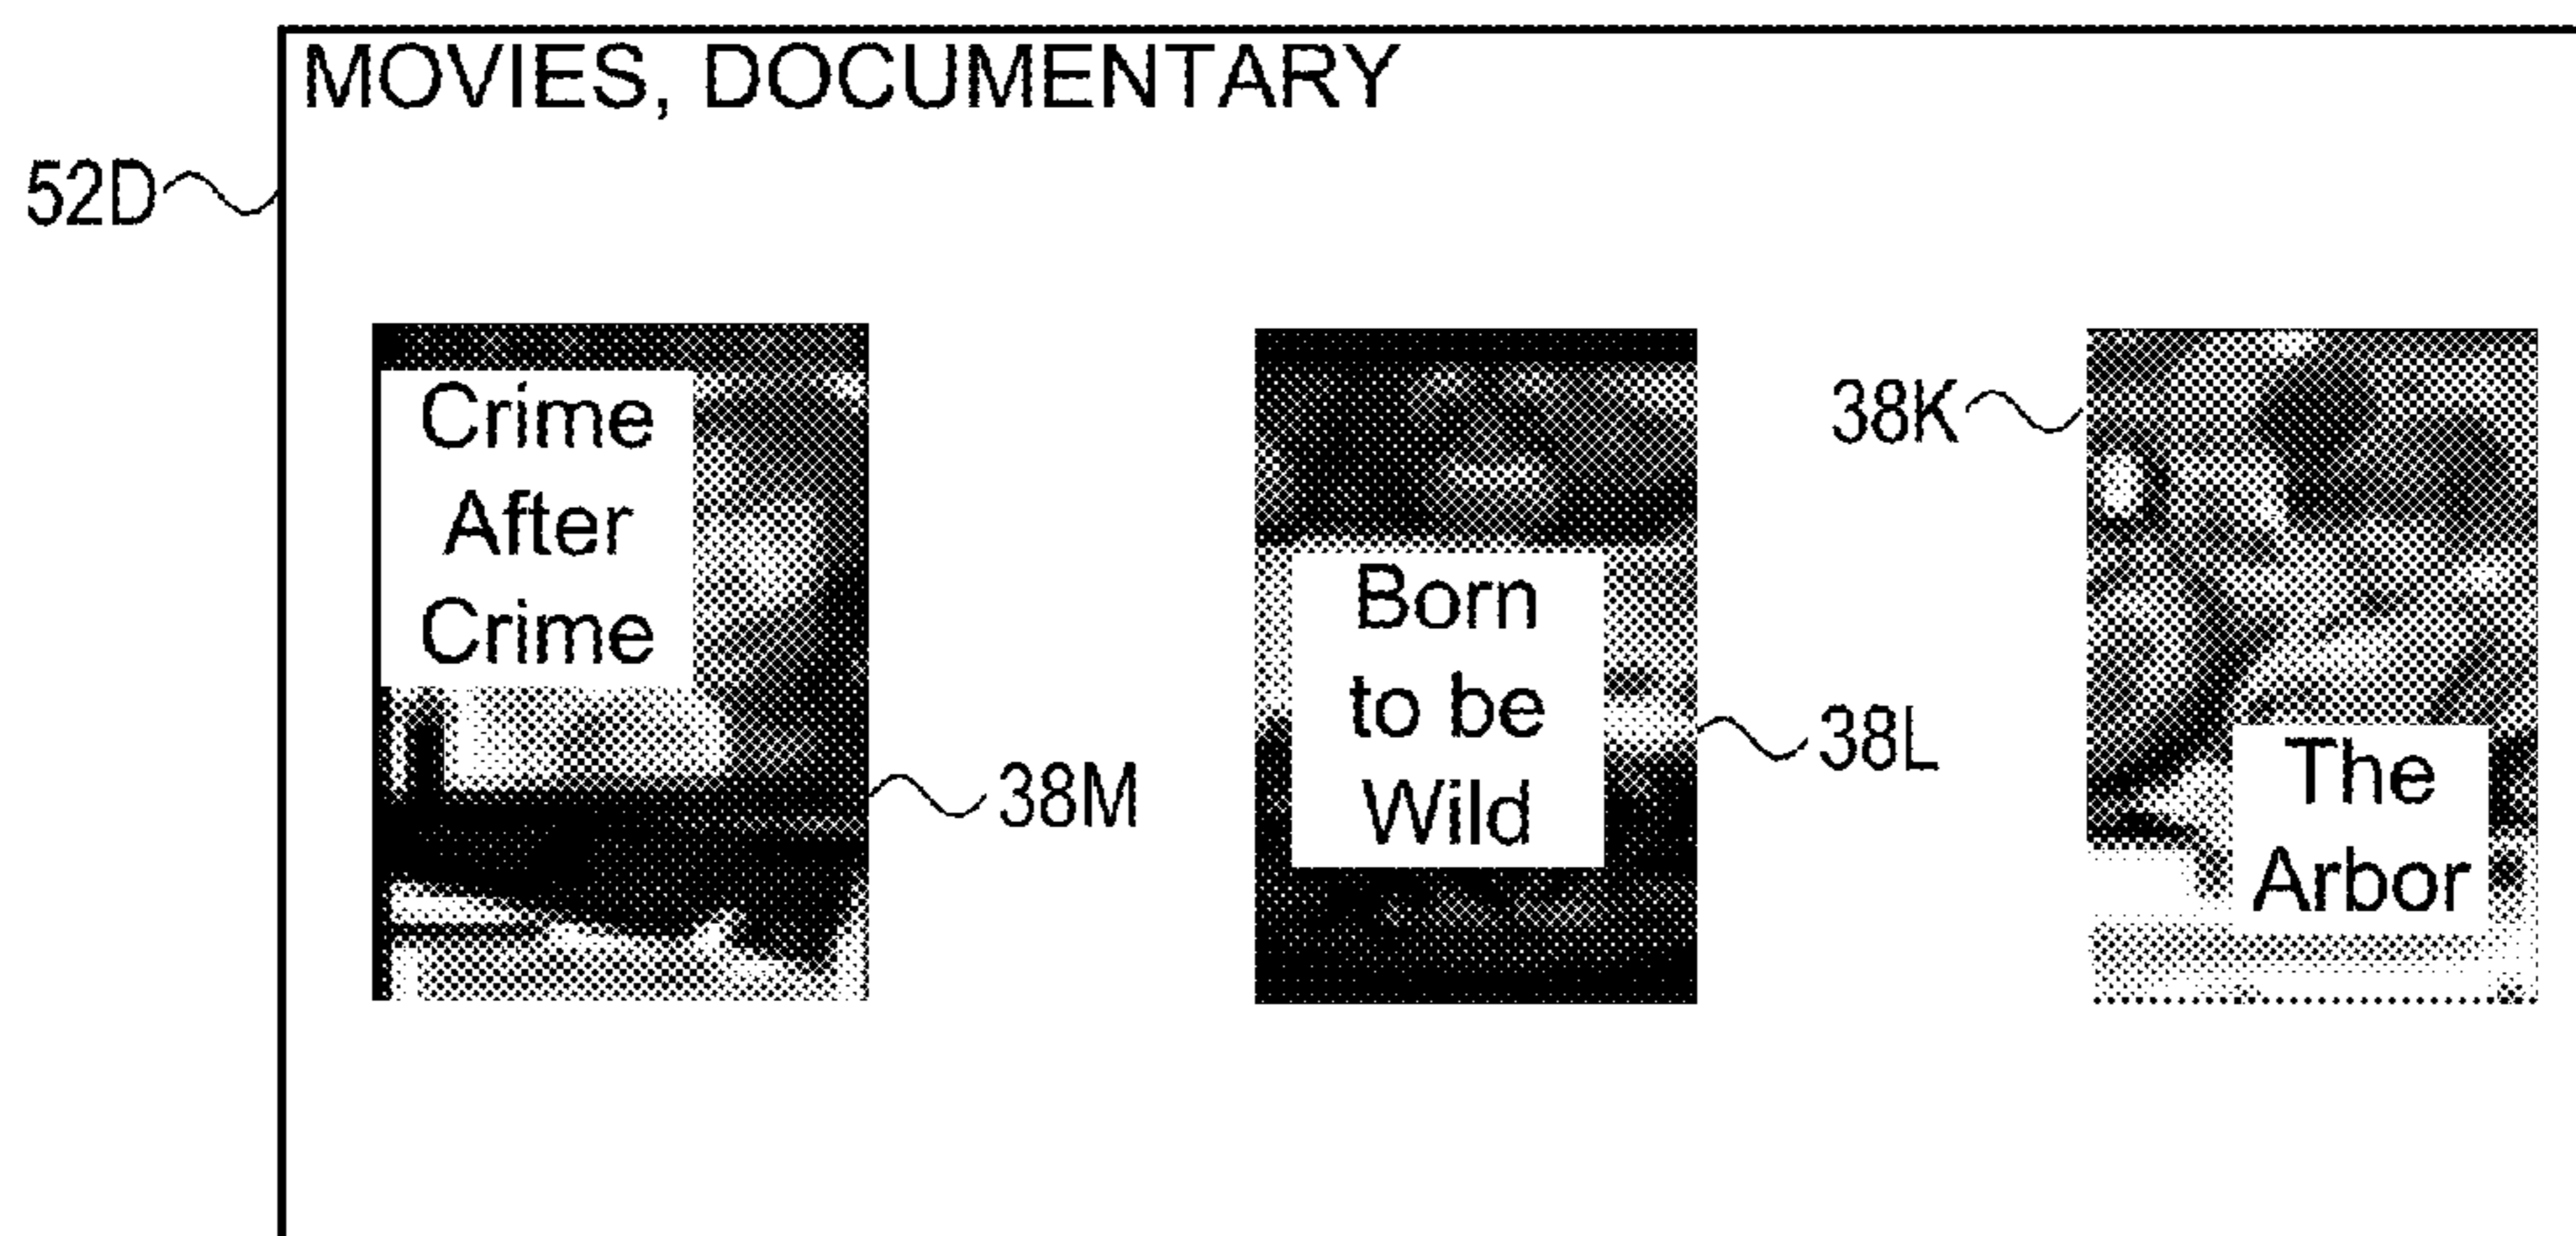 MOVIES, DOCUMENTARY
52D
Crime
After
Crime
38M
Born
to be
Wild
38L
38K
The
Arbor